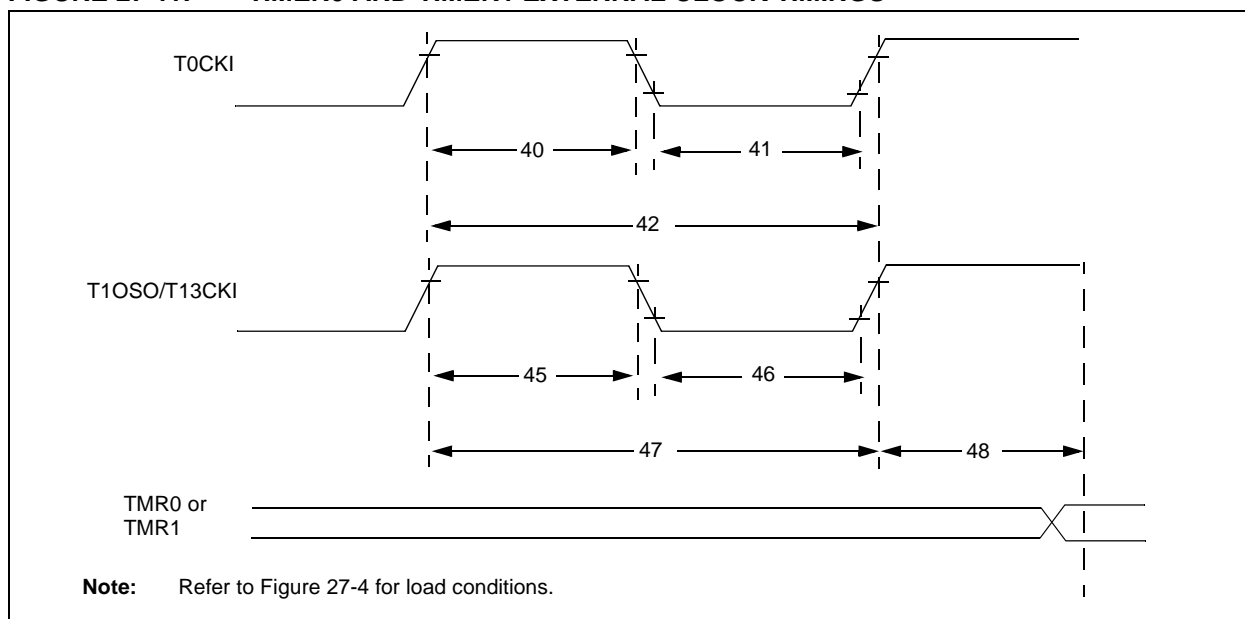 T0CKI
40
41
42
T1OSO/T13CKI
45
46
47
48
TMR0 or
TMR1
Note: Refer to Figure 27-4 for load conditions.